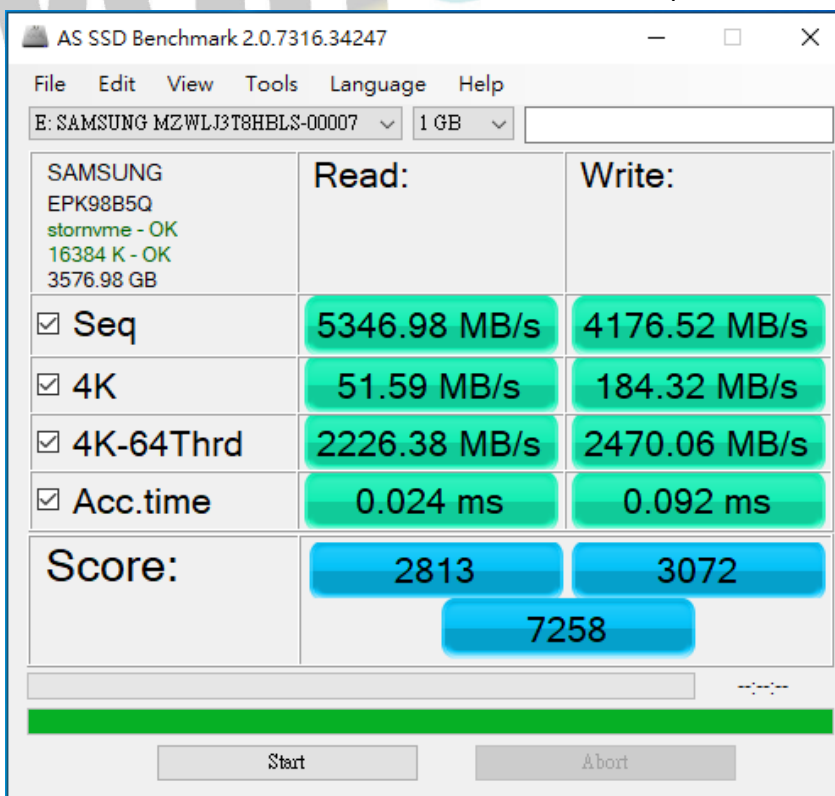 AS SSD Benchmark 2.0.7316.34247
File Edit View Tools Language Help
E: SAMSUNG MZWLJ3T8HBLS-00007 1 GB
SAMSUNG
EPK98B5Q
stornvme - OK
16384 K - OK
3576.98 GB
Read: Write:
Seq 5346.98 MB/s 4176.52 MB/s
4K 51.59 MB/s 184.32 MB/s
4K-64Thrd 2226.38 MB/s 2470.06 MB/s
Acc.time 0.024 ms 0.092 ms
Score: 2813 3072
7258
--:--:--
Start Abort